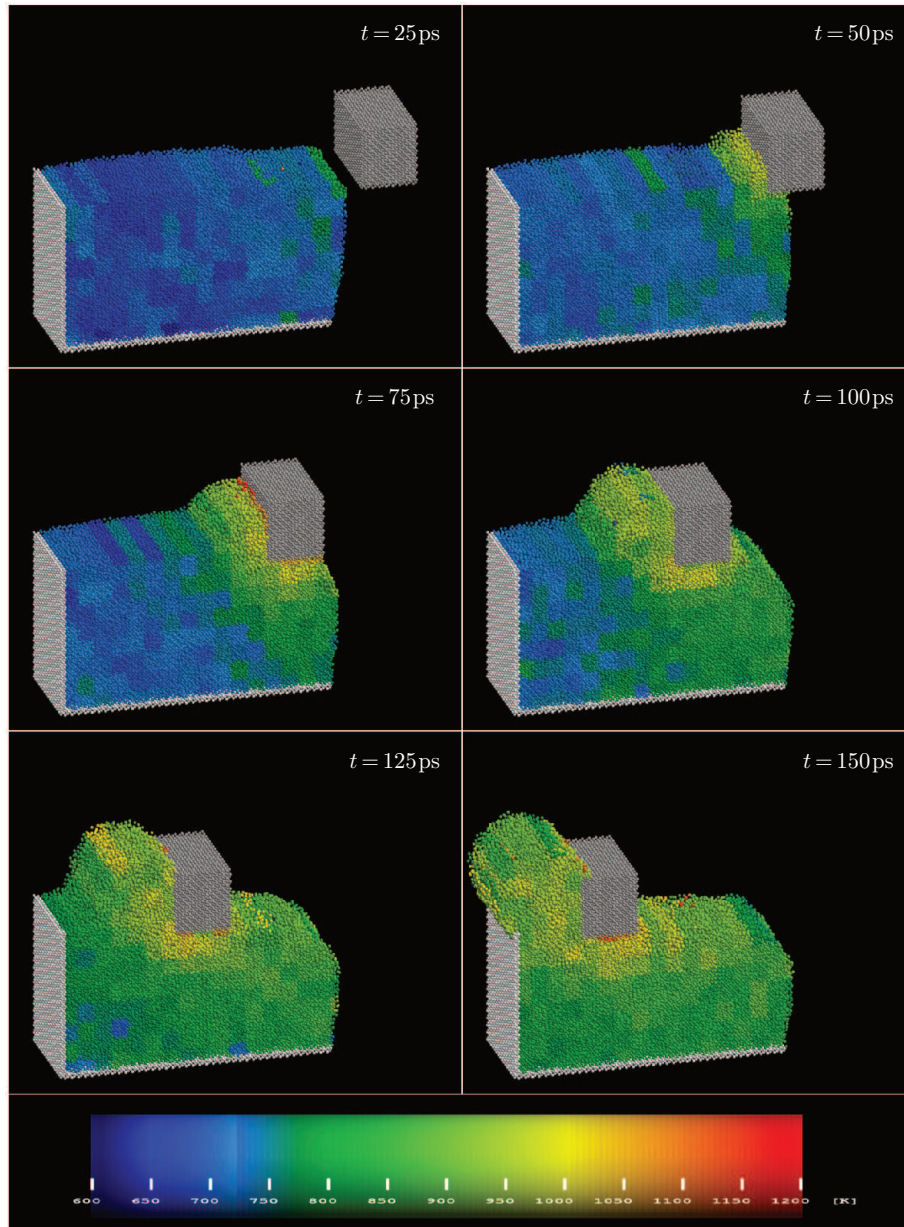 t = 25 ps
t = 50 ps
t = 75 ps
t = 100 ps
t = 125 ps
t = 150 ps
600 650 700 750 800 850 900 950 1000 1050 1100 1150 1200 [K]